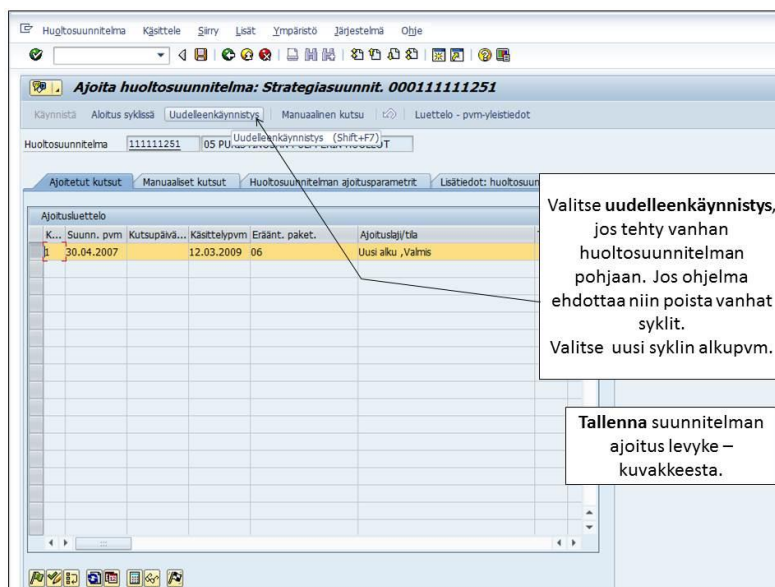 Huoltosuunnitelma Käsittele Siirry Lisät Ympäristö Järjestelmä Ohje
Ajoita huoltosuunnitelma: Strategiasuunnit. 000111111251
Käynnistä Aloitus syklissä Uudelleenkäynnistys Manuaalinen kutsu Luettelo - pvm-yleistiedot
Uudelleenkäynnistys (Shift+F7)
Huoltosuunnitelma 111111251 05
Ajoitetut kutsut Manuaaliset kutsut Huoltosuunnitelman ajoitusparametrit Lisätiedot: huoltosuun
Ajoitusluettelo
K... Suunn. pvm Kutsupäivä... Käsittelypvm Eräänt. paket. Ajoituslaji/tila
1 30.04.2007 12.03.2009 06 Uusi alku ,Valmis
Valitse uudelleenkäynnistys,
jos tehty vanhan
huoltosuunnitelman
pohjaan. Jos ohjelma
ehdottaa niin poista vanhat
syklit.
Valitse uusi syklin alkupvm.
Tallenna suunnitelman
ajoitus levyke –
kuvakkeesta.